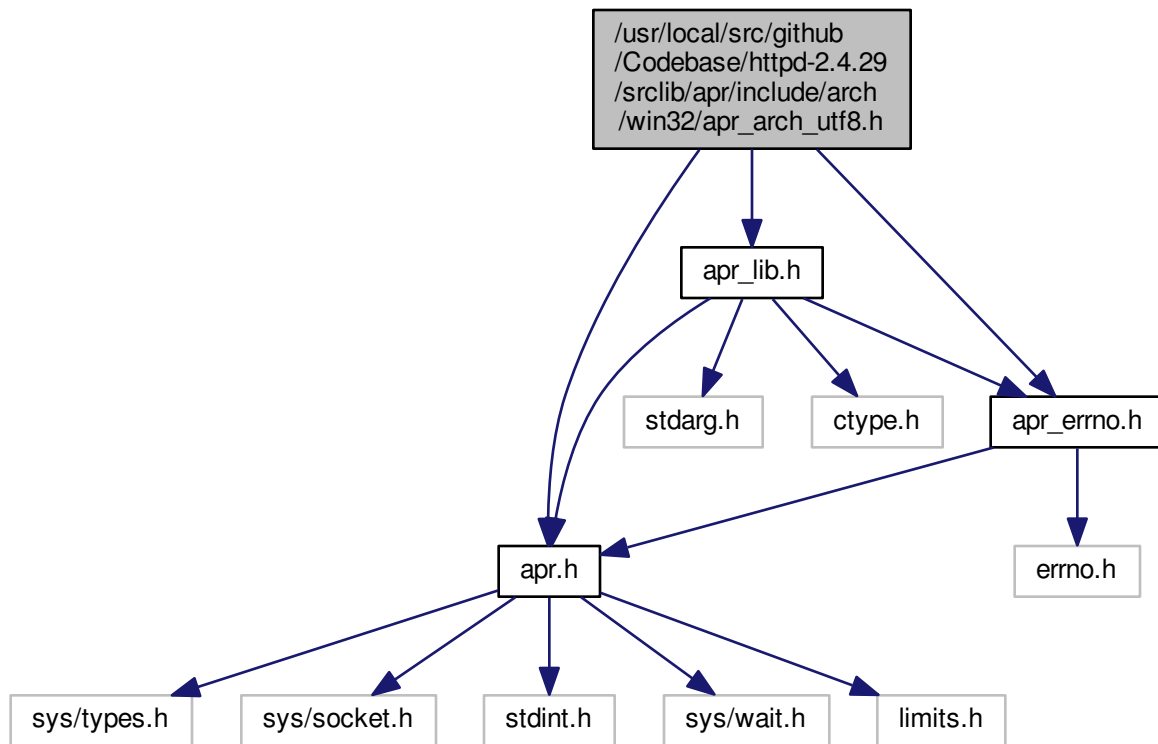 /usr/local/src/github
/Codebase/httpd-2.4.29
/srclib/apr/include/arch
/win32/apr_arch_utf8.h
apr_lib.h
stdarg.h
ctype.h
apr_errno.h
apr.h
errno.h
sys/types.h
sys/socket.h
stdint.h
sys/wait.h
limits.h